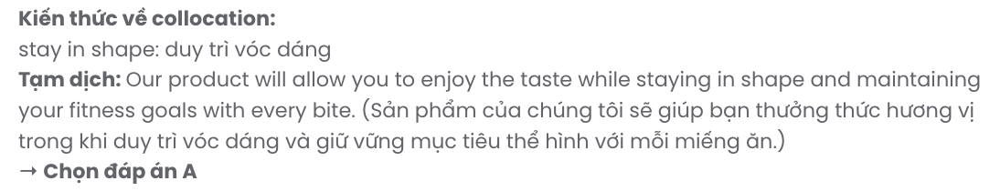 Kiến thức về collocation:
stay in shape: duy trì vóc dáng
Tạm dịch: Our product will allow you to enjoy the taste while staying in shape and maintaining
your fitness goals with every bite. (Sản phẩm của chúng tôi sẽ giúp bạn thưởng thức hương vị
trong khi duy trì vóc dáng và giữ vững mục tiêu thể hình với mỗi miếng ăn.)
→ Chọn đáp án A